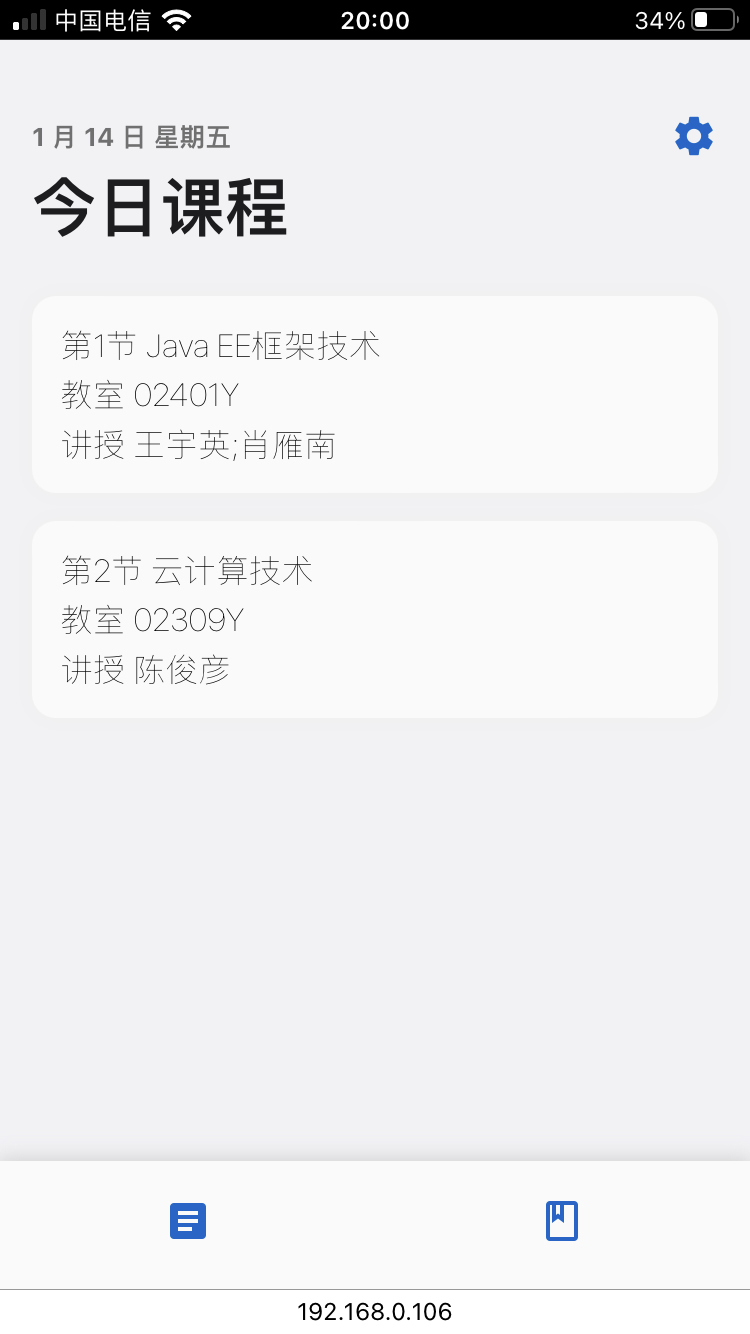 中国电信
20:00
34%
1 月 14 日 星期五
今日课程
第1节 Java EE框架技术
教室 02401Y
讲授 王宇英;肖雁南
第2节 云计算技术
教室 02309Y
讲授 陈俊彦
192.168.0.106